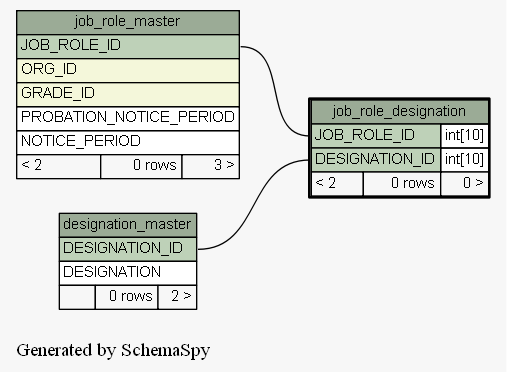 job_role_master
JOB_ROLE_ID
ORG_ID
GRADE_ID
PROBATION_NOTICE_PERIOD
NOTICE_PERIOD
< 2 0 rows 3 >
job_role_designation
JOB_ROLE_ID int[10]
DESIGNATION_ID int[10]
< 2 0 rows 0 >
designation_master
DESIGNATION_ID
DESIGNATION
0 rows 2 >
Generated by SchemaSpy